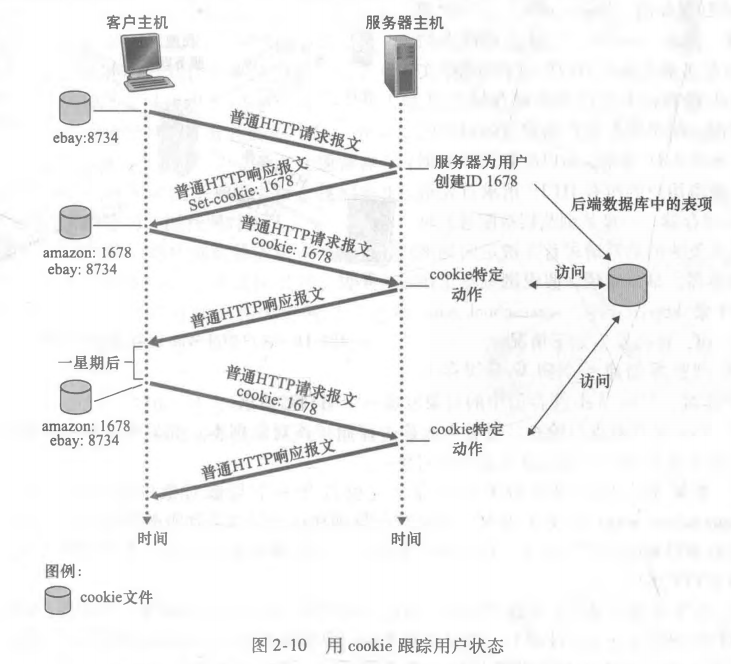 客户主机
服务器主机
ebay:8734
普通HTTP请求报文
服务器为用户
创建ID 1678
普通HTTP响应报文
Set-cookie: 1678
后端数据库中的表项
amazon: 1678
ebay: 8734
普通HTTP请求报文
cookie: 1678
cookie特定
动作
访问
普通HTTP响应报文
一星期后
访问
普通HTTP请求报文
cookie: 1678
amazon: 1678
ebay: 8734
cookie特定
动作
普通HTTP响应报文
时间
时间
图例：
cookie文件
图 2-10 用 cookie 跟踪用户状态